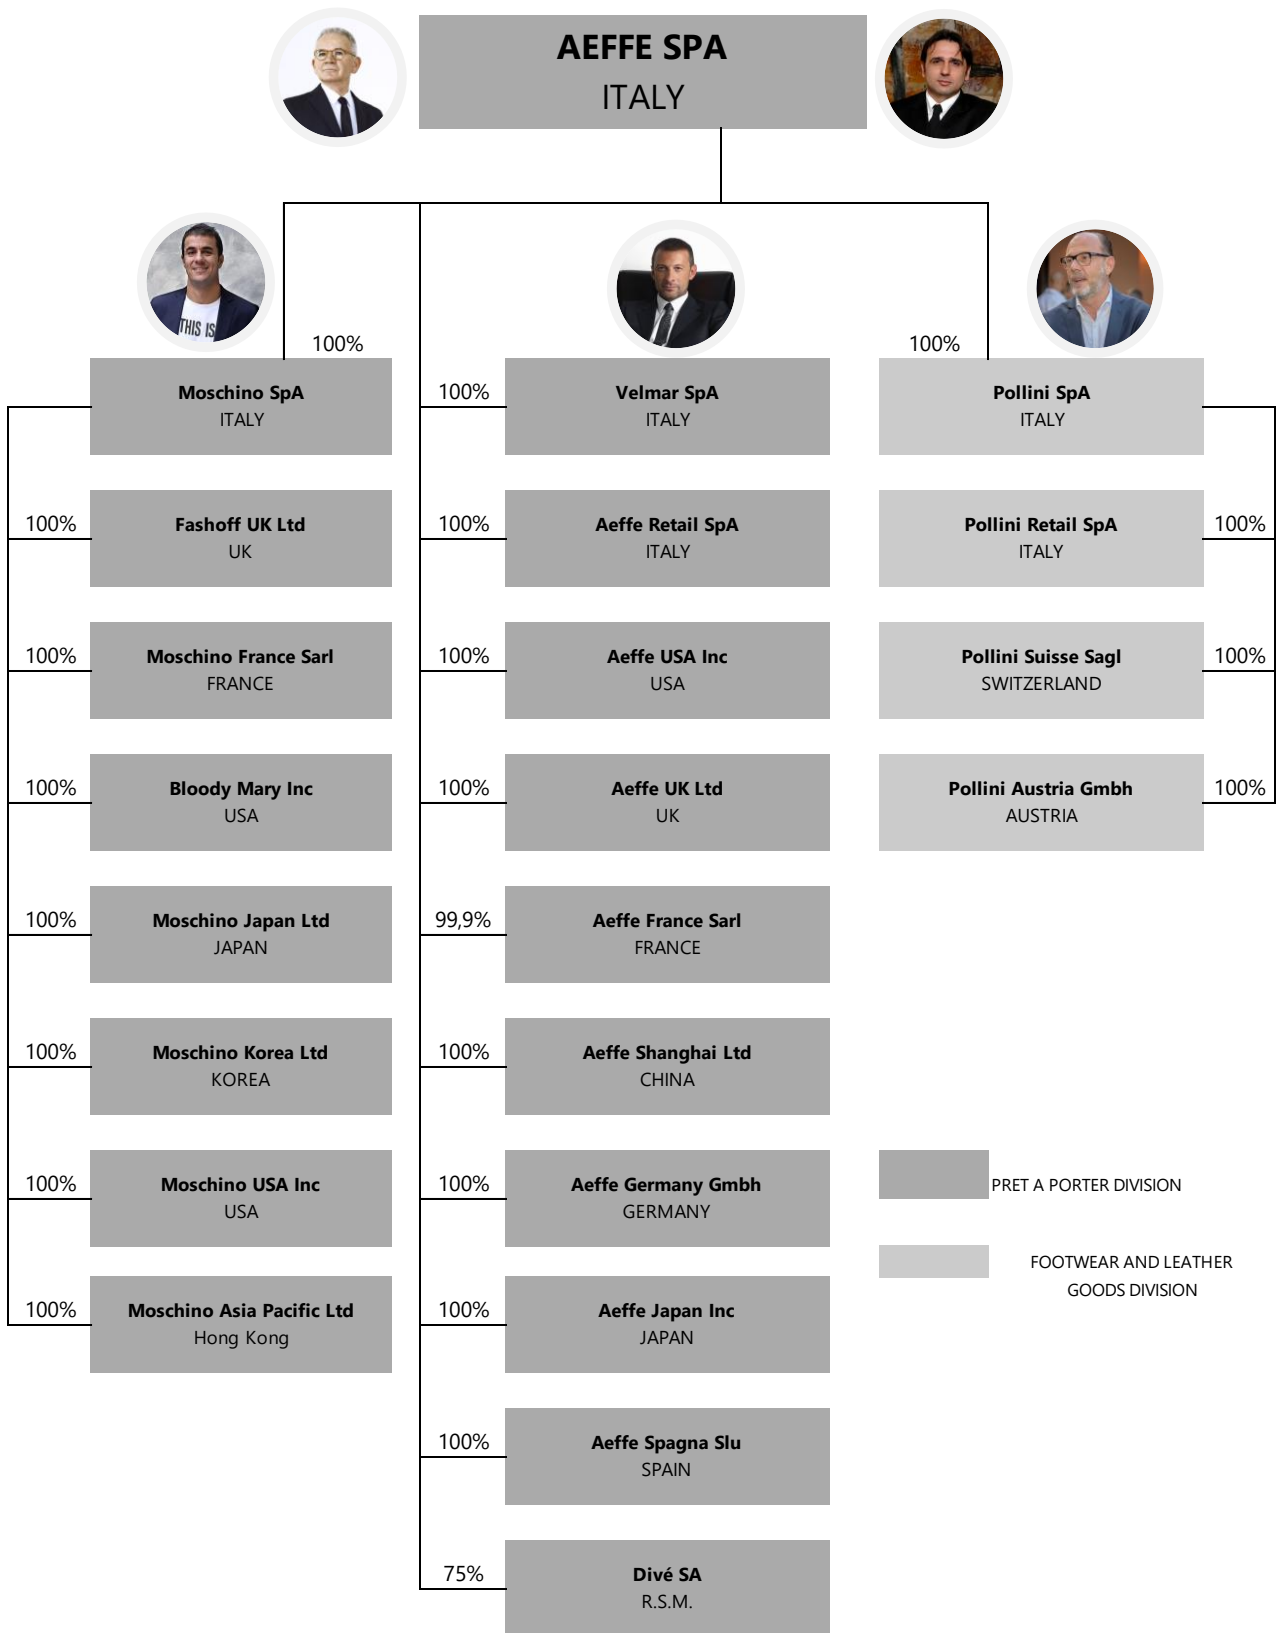 AEFFE SPA
ITALY
THIS IS
100%
100%
Moschino SpA
ITALY
100%
Velmar SpA
ITALY
Pollini SpA
ITALY
100%
Fashoff UK Ltd
UK
100%
Aeffe Retail SpA
ITALY
Pollini Retail SpA
ITALY
100%
100%
Moschino France Sarl
FRANCE
100%
Aeffe USA Inc
USA
Pollini Suisse Sagl
SWITZERLAND
100%
100%
Bloody Mary Inc
USA
100%
Aeffe UK Ltd
UK
Pollini Austria Gmbh
AUSTRIA
100%
100%
Moschino Japan Ltd
JAPAN
99,9%
Aeffe France Sarl
FRANCE
100%
Moschino Korea Ltd
KOREA
100%
Aeffe Shanghai Ltd
CHINA
100%
Moschino USA Inc
USA
100%
Aeffe Germany Gmbh
GERMANY
PRET A PORTER DIVISION
100%
Moschino Asia Pacific Ltd
Hong Kong
100%
Aeffe Japan Inc
JAPAN
FOOTWEAR AND LEATHER
GOODS DIVISION
100%
Aeffe Spagna Slu
SPAIN
75%
Divé SA
R.S.M.